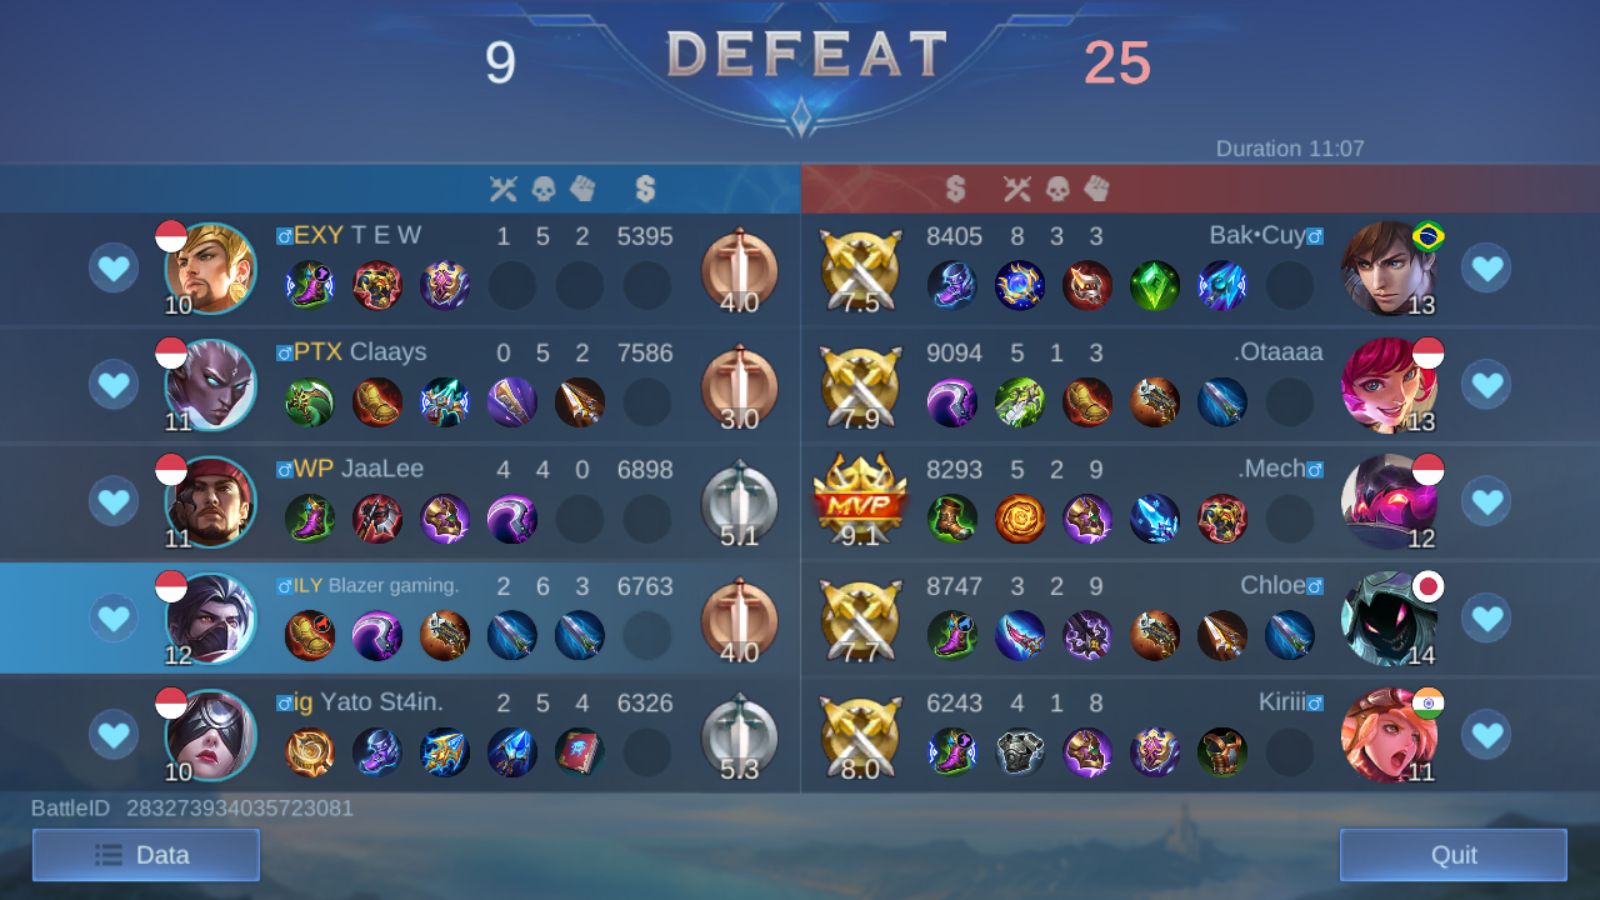 9 DEFEAT 25
Duration 11:07
EXY T E W 1 5 2 5395
10 4.0
PTX Claays 0 5 2 7586
11 3.0
WP JaaLee 4 4 0 6898
11 5.1
ILY Blazer gaming. 2 6 3 6763
12 4.0
ig Yato St4in. 2 5 4 6326
10 5.3
8405 8 3 3 Bak•Cuy
7.5 13
9094 5 1 3 .Otaaaa
7.9 13
8293 5 2 9 .Mech
MVP
9.1 12
8747 3 2 9 Chloe
7.7 14
6243 4 1 8 Kiriii
8.0 11
BattleID 283273934035723081
Data
Quit